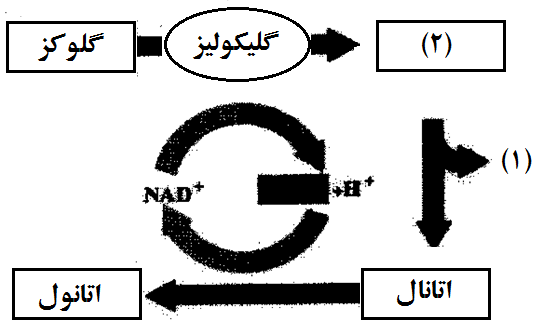 گلوکز
گلیکولیز
(۲)
NAD⁺
+H⁺
(۱)
اتانول
اتانال